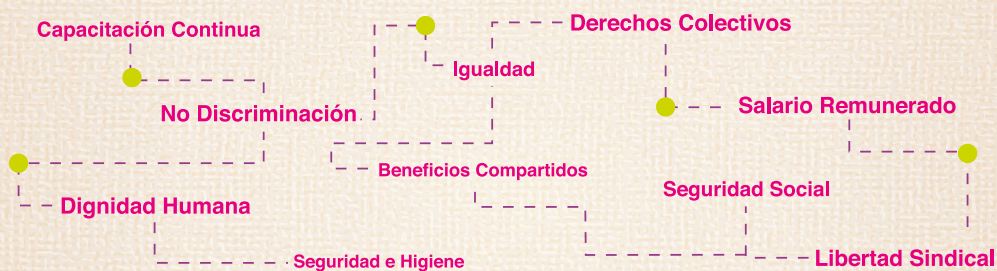 Capacitación Continua
Derechos Colectivos
Igualdad
No Discriminación
Salario Remunerado
Beneficios Compartidos
Seguridad Social
Dignidad Humana
Seguridad e Higiene
Libertad Sindical